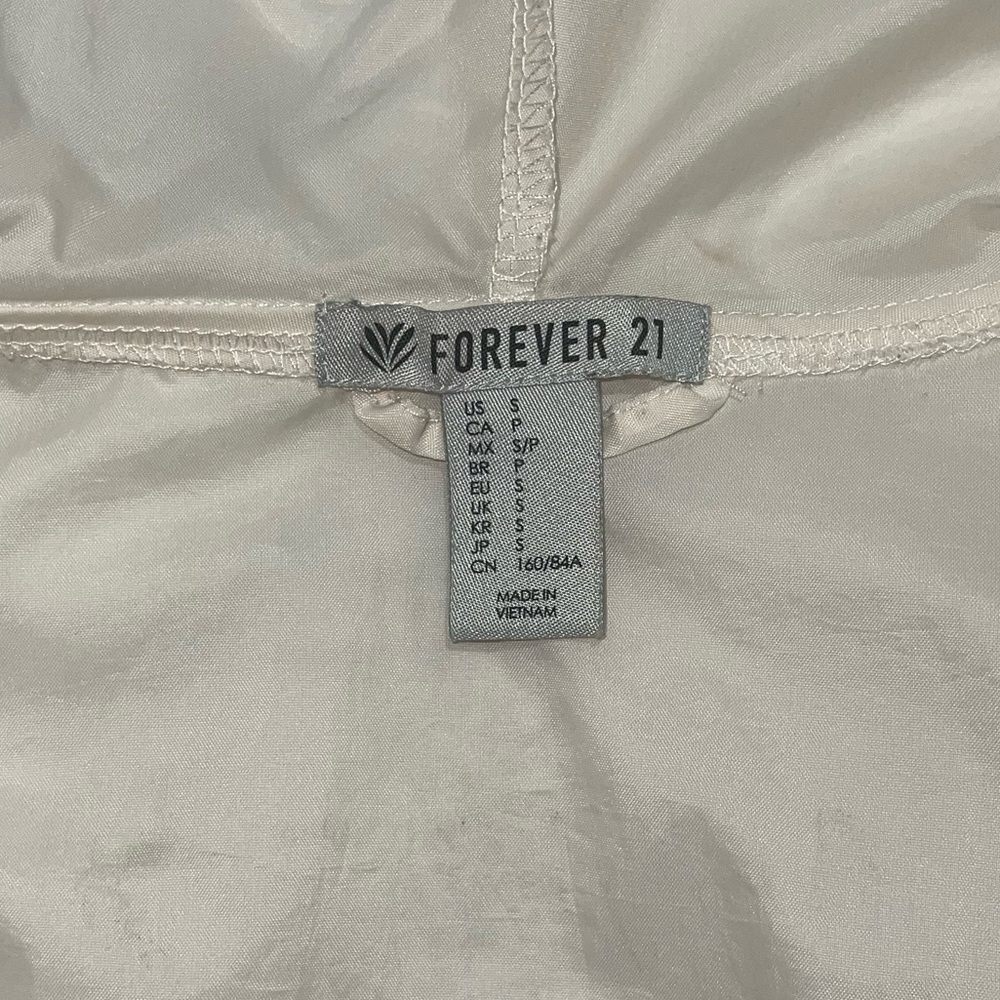 FOREVER 21
US S
CA P
MX S/P
BR P
EU S
UK S
KR S
JP S
CN 160/84A
MADE IN
VIETNAM